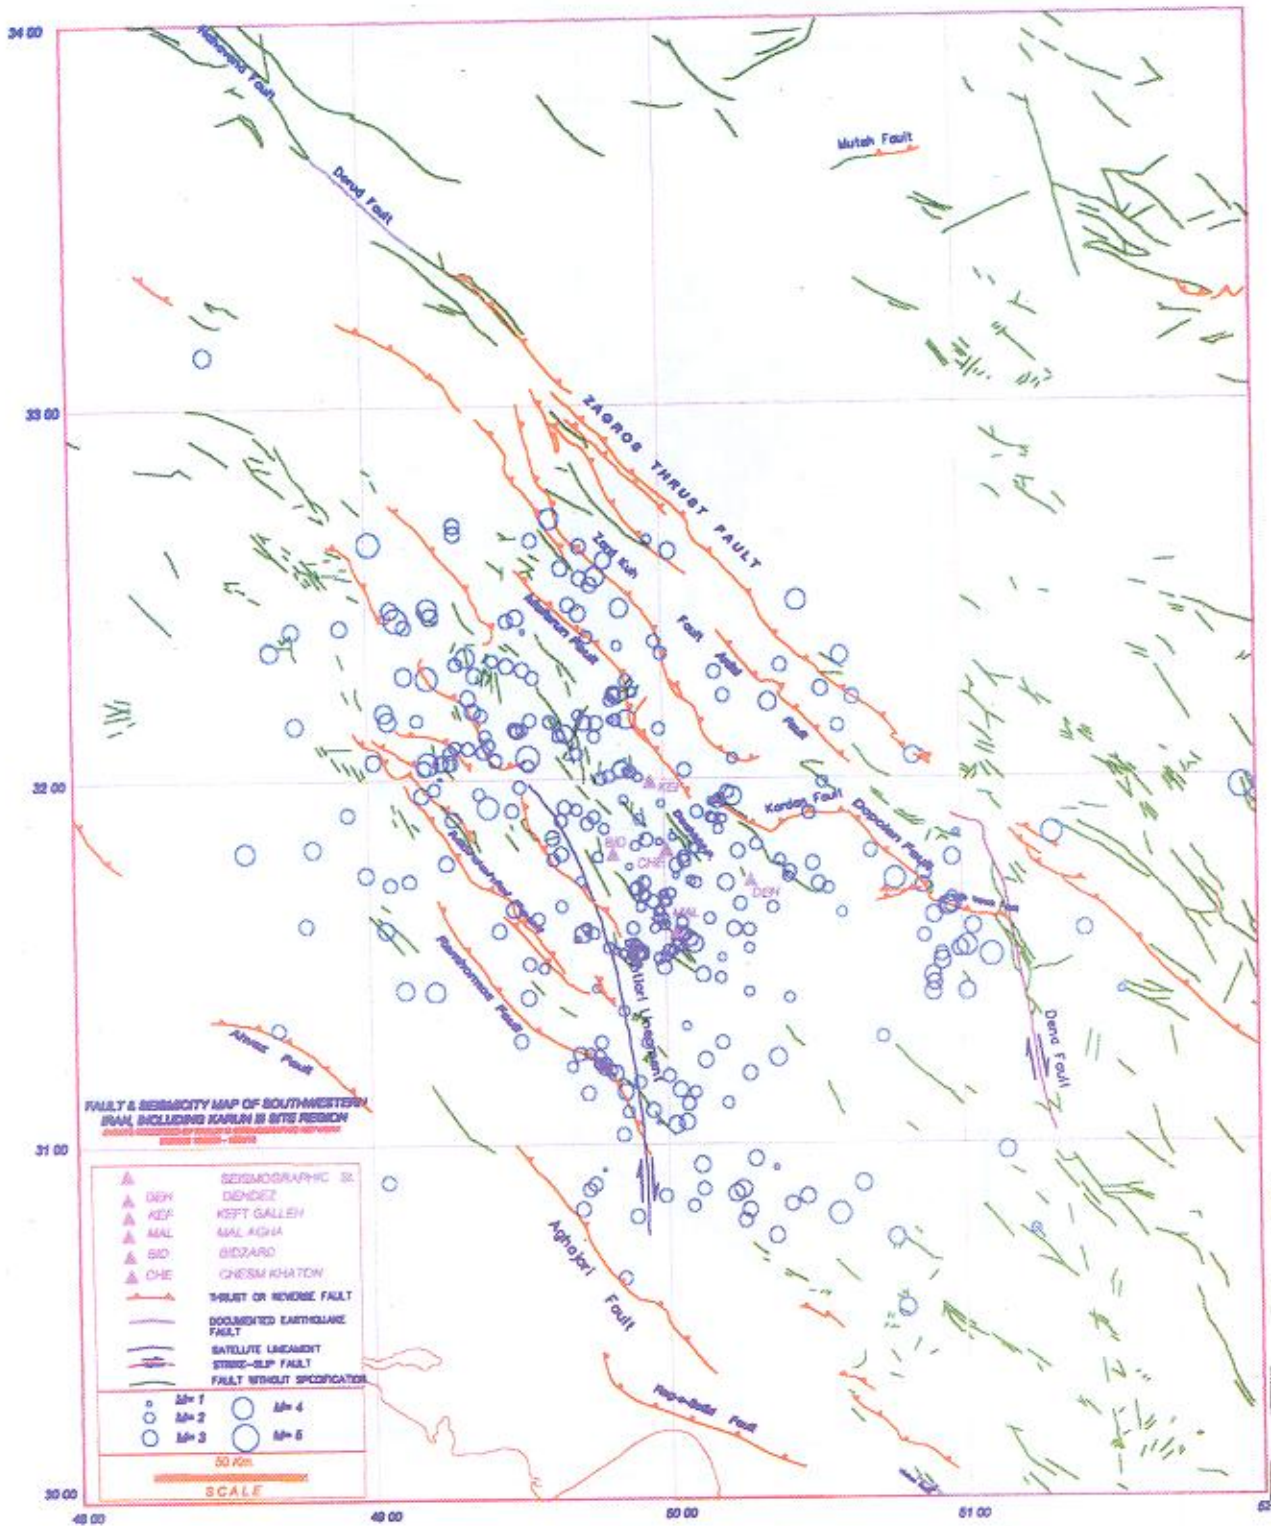 34 00
Nahavand Fault
Mutah Fault
Dorud Fault
33 00
ZAGROS THRUST FAULT
Zard Kuh
Fault
Fault
Fault
32 00
KEF
Kordan Fault
Dopolan Fault
BID
CHE
DEH
MAL
Ramhormoz Fault
Lineament
Dena Fault
Ahwaz Fault
FAULT & SEISMICITY MAP OF SOUTHWESTERN
IRAN, INCLUDING KARUN III SITE REGION
31 00
SEISMOGRAPHIC St.
DEH DEHDEZ
KEF KEFT GALLEH
MAL MAL AGHA
BID BIDZARD
CHE CHESM KHATON
THRUST OR REVERSE FAULT
DOCUMENTED EARTHQUAKE
FAULT
SATELLITE LINEAMENT
STRIKE-SLIP FAULT
FAULT WITHOUT SPECIFICATION
Aghajari Fault
M= 1
M= 2
M= 3
M= 4
M= 5
50 Km.
SCALE
Fault
30 00
48 00
49 00
50 00
51 00